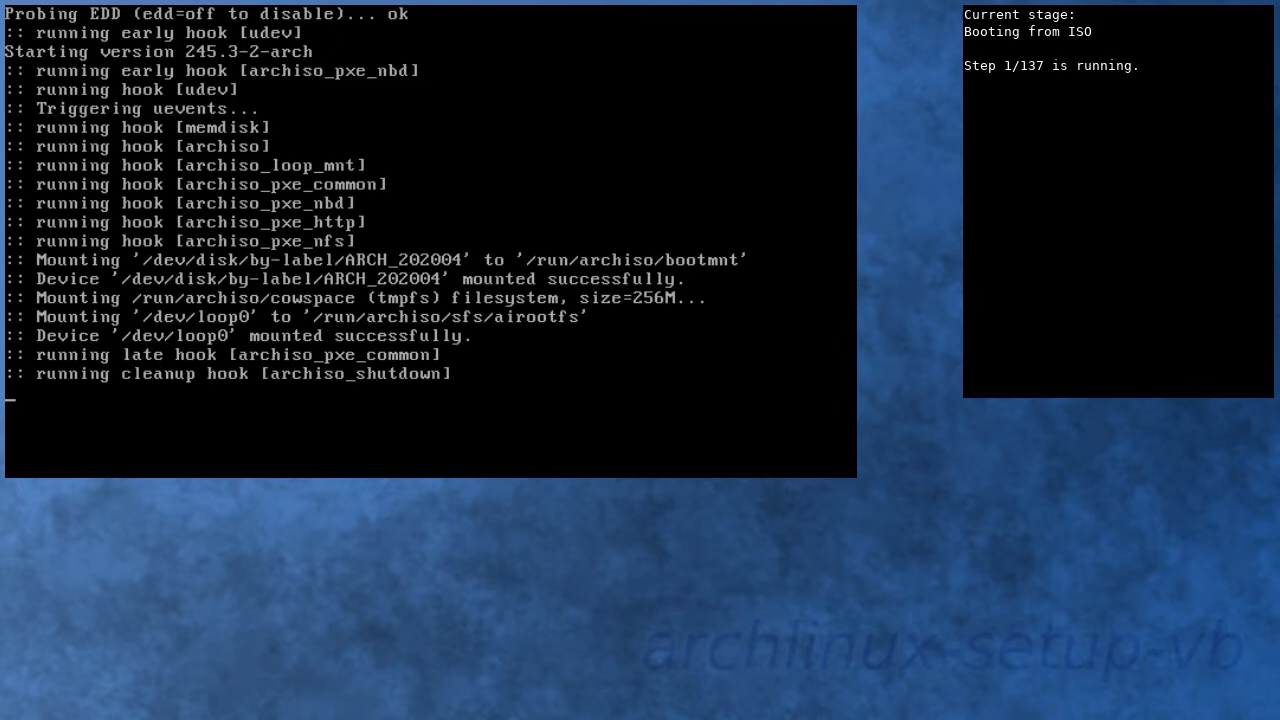 Probing EDD (edd=off to disable)... ok
:: running early hook [udev]
Starting version 245.3-2-arch
:: running early hook [archiso_pxe_nbd]
:: running hook [udev]
:: Triggering uevents...
:: running hook [memdisk]
:: running hook [archiso]
:: running hook [archiso_loop_mnt]
:: running hook [archiso_pxe_common]
:: running hook [archiso_pxe_nbd]
:: running hook [archiso_pxe_http]
:: running hook [archiso_pxe_nfs]
:: Mounting '/dev/disk/by-label/ARCH_202004' to '/run/archiso/bootmnt'
:: Device '/dev/disk/by-label/ARCH_202004' mounted successfully.
:: Mounting /run/archiso/cowspace (tmpfs) filesystem, size=256M...
:: Mounting '/dev/loop0' to '/run/archiso/sfs/airootfs'
:: Device '/dev/loop0' mounted successfully.
:: running late hook [archiso_pxe_common]
:: running cleanup hook [archiso_shutdown]
Current stage:
Booting from ISO
Step 1/137 is running.
archlinux-setup-vb